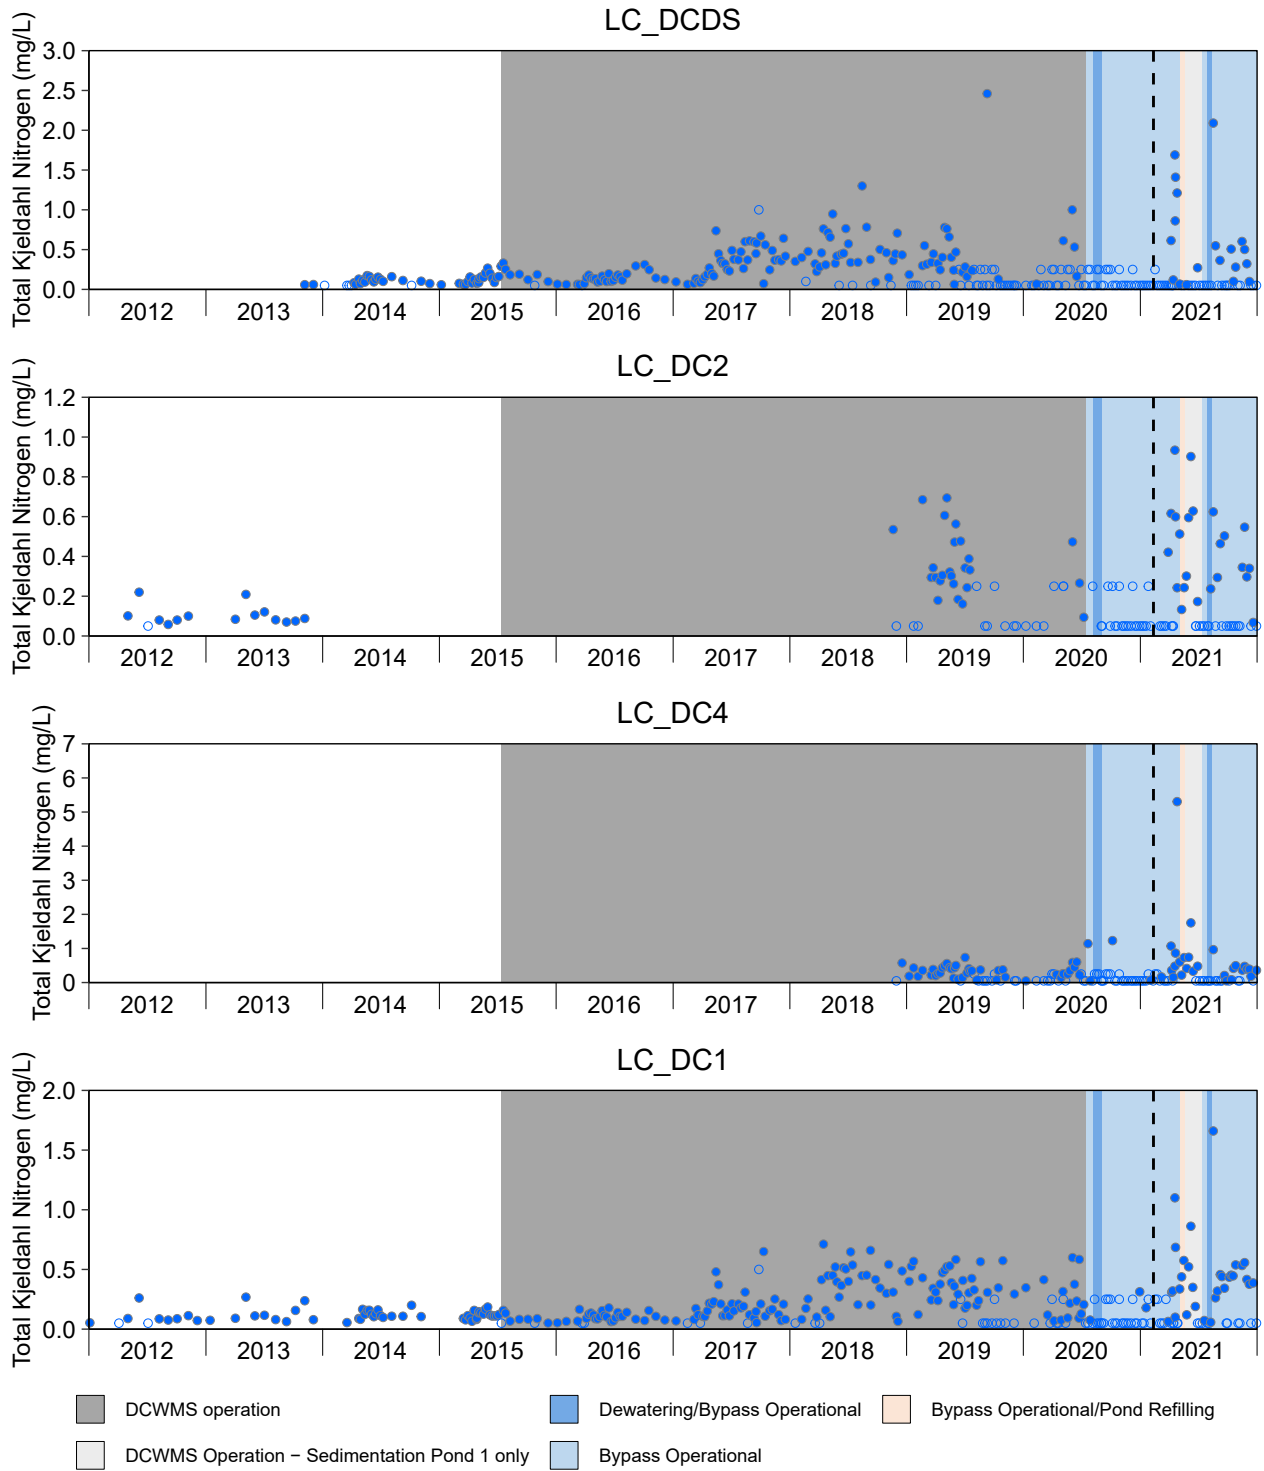 LC_DCDS
Total Kjeldahl Nitrogen (mg/L)
3.0
2.5
2.0
1.5
1.0
0.5
0.0
2012 2013 2014 2015 2016 2017 2018 2019 2020 2021
LC_DC2
Total Kjeldahl Nitrogen (mg/L)
1.2
1.0
0.8
0.6
0.4
0.2
0.0
2012 2013 2014 2015 2016 2017 2018 2019 2020 2021
LC_DC4
Total Kjeldahl Nitrogen (mg/L)
7
6
5
4
3
2
1
0
2012 2013 2014 2015 2016 2017 2018 2019 2020 2021
LC_DC1
Total Kjeldahl Nitrogen (mg/L)
2.0
1.5
1.0
0.5
0.0
2012 2013 2014 2015 2016 2017 2018 2019 2020 2021
DCWMS operation
Dewatering/Bypass Operational
Bypass Operational/Pond Refilling
DCWMS Operation − Sedimentation Pond 1 only
Bypass Operational